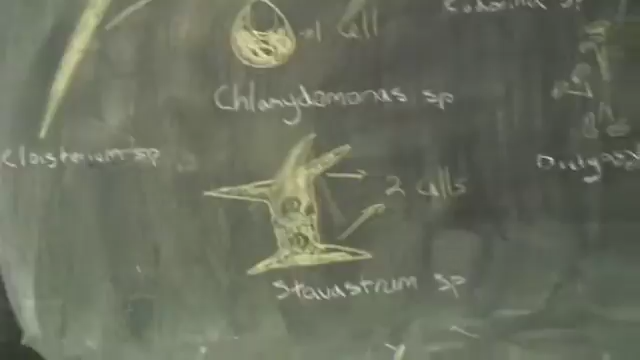 1 Cell
Chlamydomonas sp
Closterium sp
2 Cells
Staurastrum sp